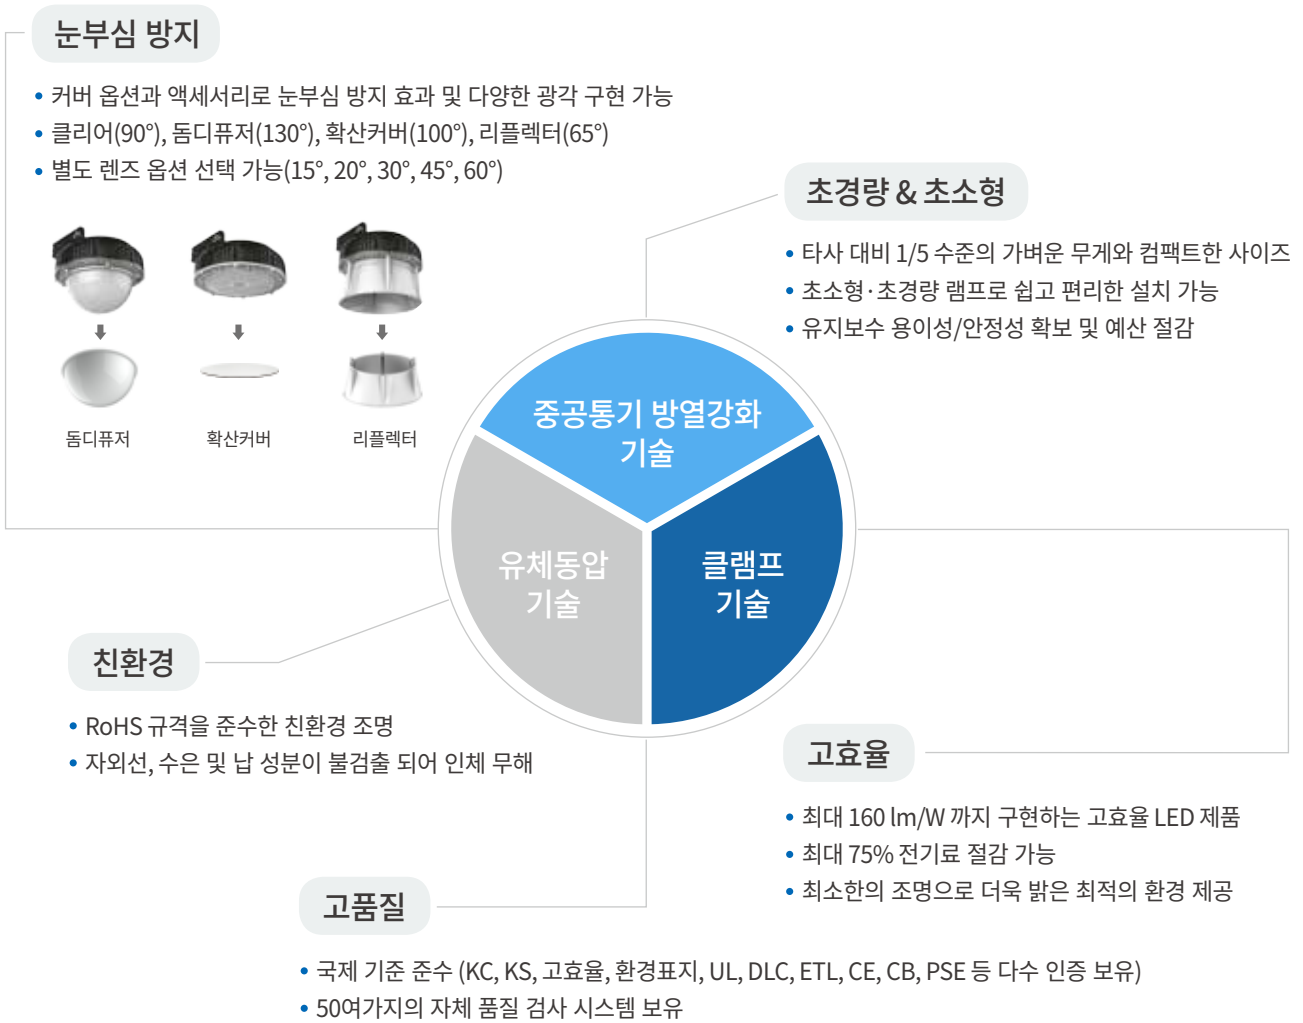 눈부심 방지
• 커버 옵션과 액세서리로 눈부심 방지 효과 및 다양한 광각 구현 가능
• 클리어(90°), 돔디퓨저(130°), 확산커버(100°), 리플렉터(65°)
• 별도 렌즈 옵션 선택 가능(15°, 20°, 30°, 45°, 60°)
돔디퓨저
확산커버
리플렉터
초경량 & 초소형
• 타사 대비 1/5 수준의 가벼운 무게와 컴팩트한 사이즈
• 초소형·초경량 램프로 쉽고 편리한 설치 가능
• 유지보수 용이성/안정성 확보 및 예산 절감
중공통기 방열강화
기술
유체동압
기술
클램프
기술
친환경
• RoHS 규격을 준수한 친환경 조명
• 자외선, 수은 및 납 성분이 불검출 되어 인체 무해
고효율
• 최대 160 lm/W 까지 구현하는 고효율 LED 제품
• 최대 75% 전기료 절감 가능
• 최소한의 조명으로 더욱 밝은 최적의 환경 제공
고품질
• 국제 기준 준수 (KC, KS, 고효율, 환경표지, UL, DLC, ETL, CE, CB, PSE 등 다수 인증 보유)
• 50여가지의 자체 품질 검사 시스템 보유